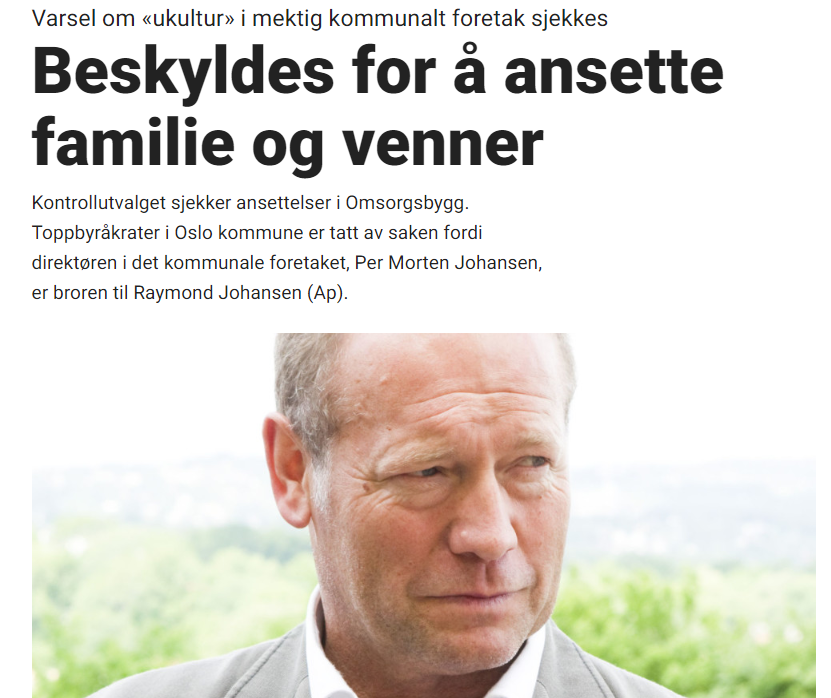 Varsel om «ukultur» i mektig kommunalt foretak sjekkes
Beskyldes for å ansette
familie og venner
Kontrollutvalget sjekker ansettelser i Omsorgsbygg.
Toppbyråkrater i Oslo kommune er tatt av saken fordi
direktøren i det kommunale foretaket, Per Morten Johansen,
er broren til Raymond Johansen (Ap).